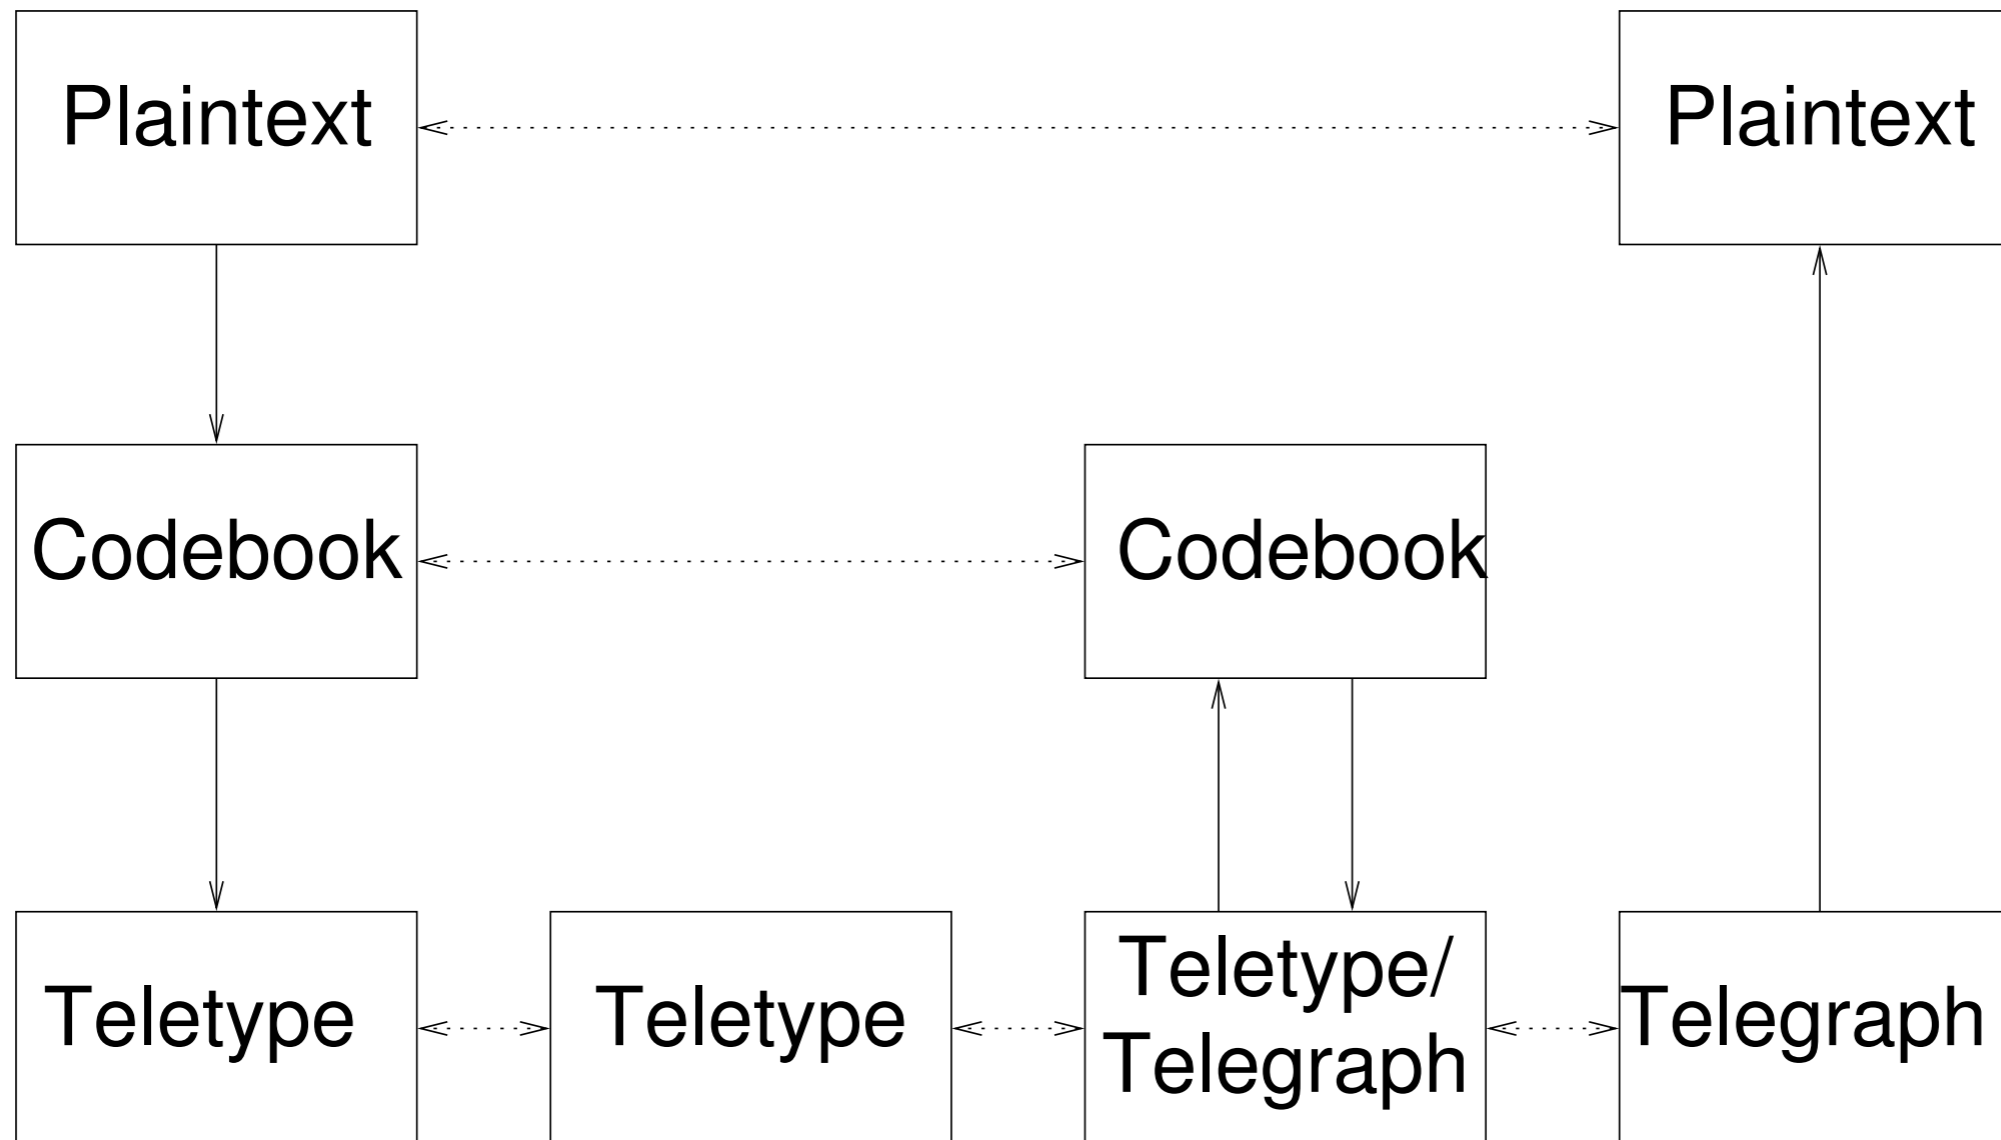 Plaintext
Plaintext
Codebook
Codebook
Teletype
Teletype
Teletype/
Telegraph
Telegraph